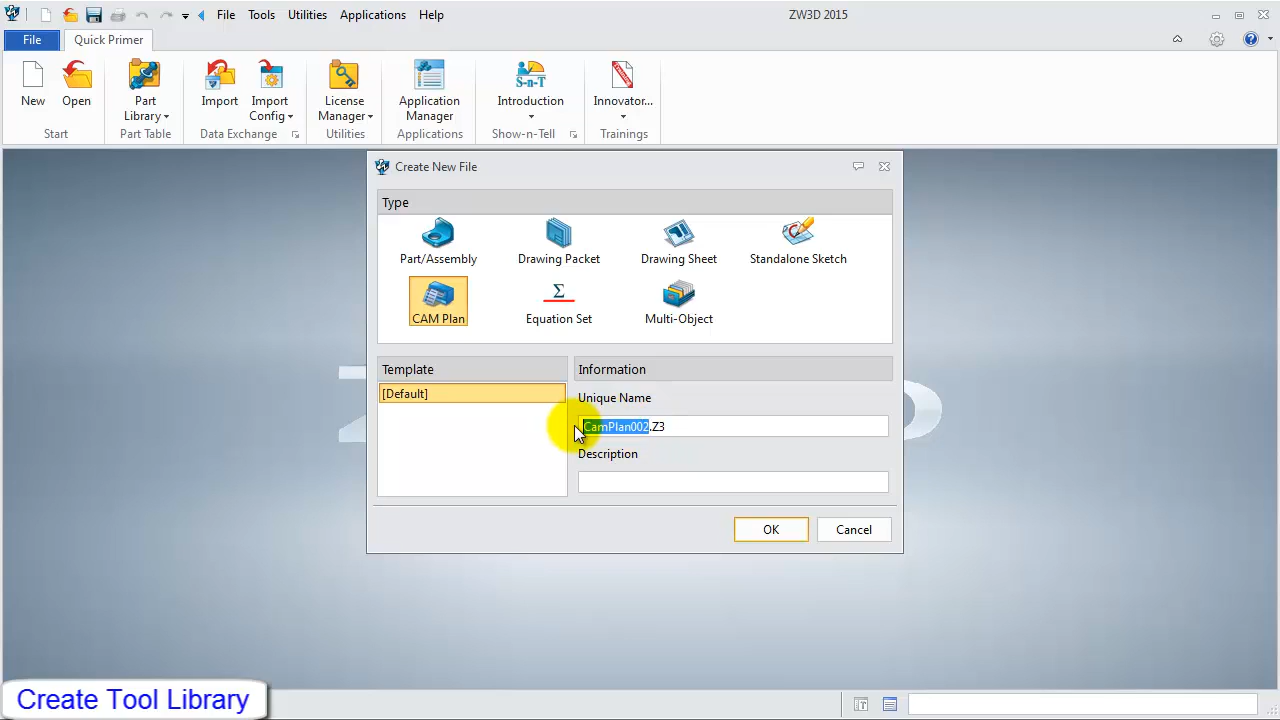 File Tools Utilities Applications Help ZW3D 2015
File Quick Primer
New Open Part Library Import Import Config License Manager Application Manager S-n-T Introduction Innovator...
Start Part Table Data Exchange Utilities Applications Show-n-Tell Trainings
Create New File
Type
Part/Assembly Drawing Packet Drawing Sheet Standalone Sketch
Σ
CAM Plan Equation Set Multi-Object
Template Information
[Default] Unique Name
CamPlan002.Z3
Description
OK Cancel
Create Tool Library